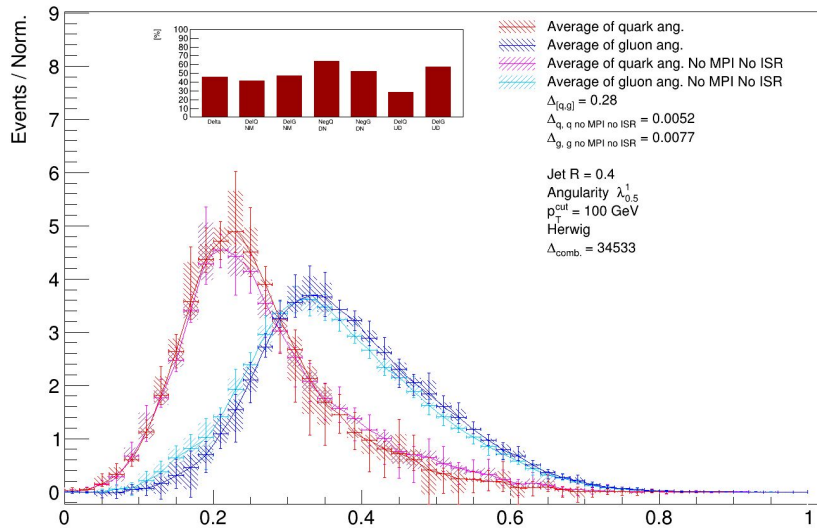 Events / Norm.
9
8
7
6
5
4
3
2
1
0
0
0.2
0.4
0.6
0.8
1
[%]
100
90
80
70
60
50
40
30
20
10
0
Delta
DelQ NM
DelG NM
NegQ DN
NegG DN
DelQ UD
DelG UD
Average of quark ang.
Average of gluon ang.
Average of quark ang. No MPI No ISR
Average of gluon ang. No MPI No ISR
Δ[q,g] = 0.28
Δq, q no MPI no ISR = 0.0052
Δg, g no MPI no ISR = 0.0077
Jet R = 0.4
Angularity λ¹0.5
pTcut = 100 GeV
Herwig
Δcomb. = 34533